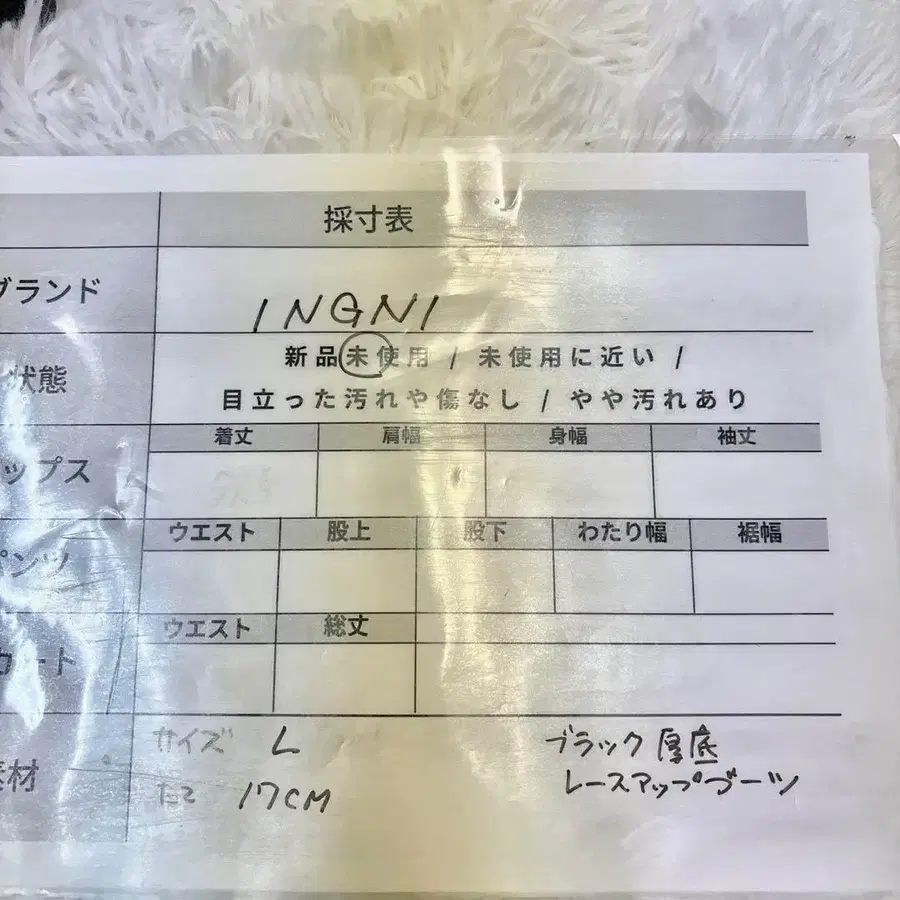 採寸表
ブランド
INGNI
状態
新品未使用 / 未使用に近い /
目立った汚れや傷なし / やや汚れあり
着丈 肩幅 身幅 袖丈
ップス
ウエスト 股上 股下 わたり幅 裾幅
パンツ
ウエスト 総丈
カート
素材
サイズ L
たて 17CM
ブラック 厚底
レースアップブーツ